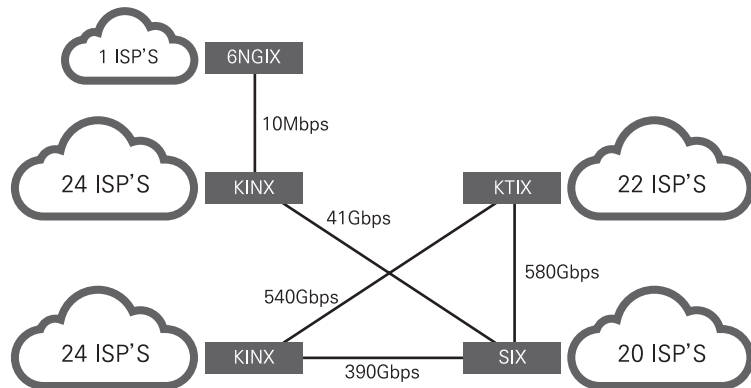 1 ISP'S
6NGIX
10Mbps
24 ISP'S
KINX
KTIX
22 ISP'S
41Gbps
540Gbps
580Gbps
24 ISP'S
KINX
390Gbps
SIX
20 ISP'S